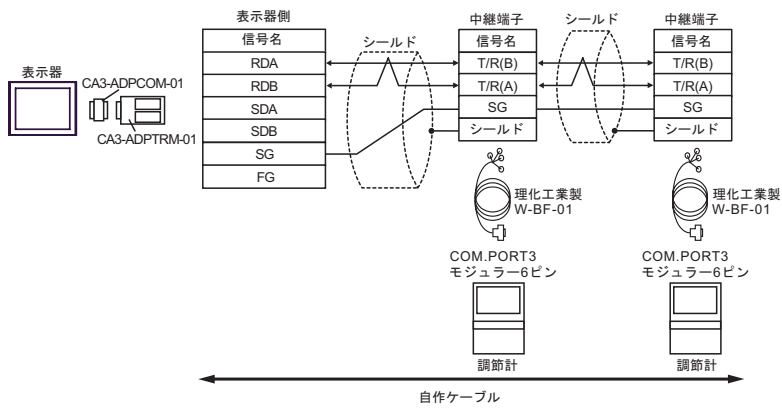 表示器
CA3-ADPCOM-01
CA3-ADPTRM-01
表示器側
信号名
RDA
RDB
SDA
SDB
SG
FG
シールド
中継端子
信号名
T/R(B)
T/R(A)
SG
シールド
シールド
中継端子
信号名
T/R(B)
T/R(A)
SG
シールド
理化工業製
W-BF-01
理化工業製
W-BF-01
COM.PORT3
モジュラー6ピン
COM.PORT3
モジュラー6ピン
調節計
調節計
自作ケーブル